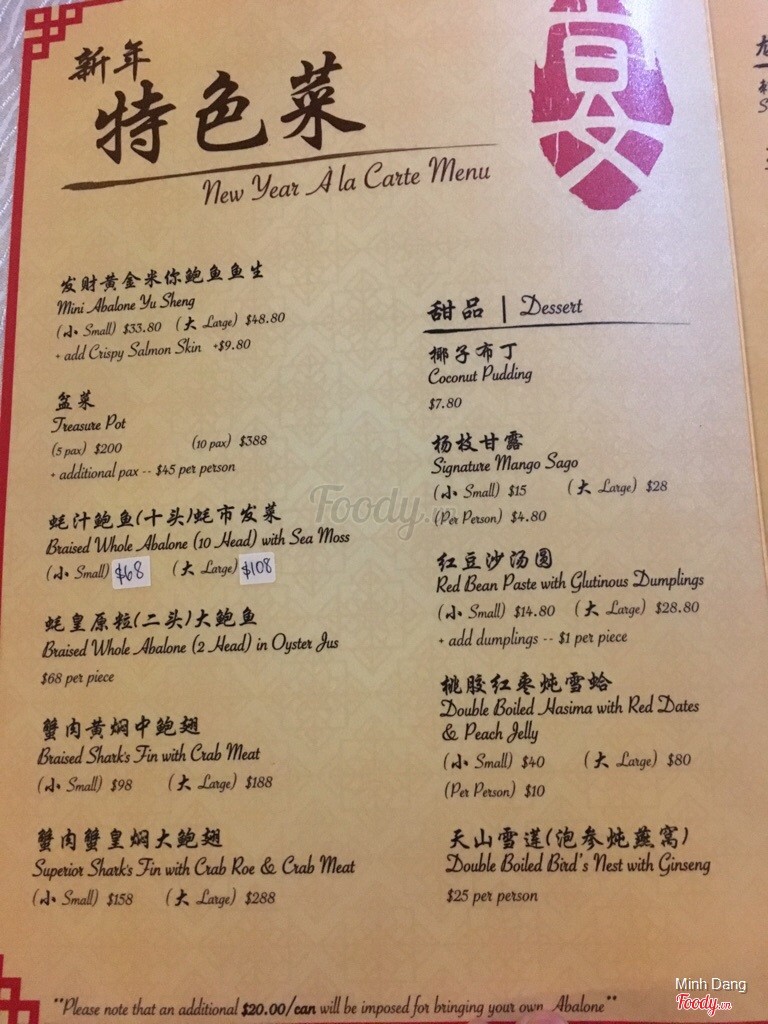 新年
特色菜
New Year À la Carte Menu
发财黄金米你鲍鱼鱼生
Mini Abalone Yu Sheng
(小 Small) $33.80 (大 Large) $48.80
+ add Crispy Salmon Skin +$9.80
盆菜
Treasure Pot
(5 pax) $200 (10 pax) $388
+ additional pax -- $45 per person
蚝汁鲍鱼(十头)蚝市发菜
Braised Whole Abalone (10 Head) with Sea Moss
(小 Small) $68 (大 Large) $108
蚝皇原粒(二头)大鲍鱼
Braised Whole Abalone (2 Head) in Oyster Jus
$68 per piece
蟹肉黄焖中鲍翅
Braised Shark's Fin with Crab Meat
(小 Small) $98 (大 Large) $188
蟹肉蟹皇焖大鲍翅
Superior Shark's Fin with Crab Roe & Crab Meat
(小 Small) $158 (大 Large) $288
甜品 | Dessert
椰子布丁
Coconut Pudding
$7.80
杨枝甘露
Signature Mango Sago
(小 Small) $15 (大 Large) $28
(Per Person) $4.80
红豆沙汤圆
Red Bean Paste with Glutinous Dumplings
(小 Small) $14.80 (大 Large) $28.80
+ add dumplings -- $1 per piece
桃胶红枣炖雪蛤
Double Boiled Hasima with Red Dates
& Peach Jelly
(小 Small) $40 (大 Large) $80
(Per Person) $10
天山雪莲(泡参炖燕窝)
Double Boiled Bird's Nest with Ginseng
$25 per person
**Please note that an additional $20.00/can will be imposed for bringing your own Abalone**
Foody.vn
Minh Dang
Foody.vn